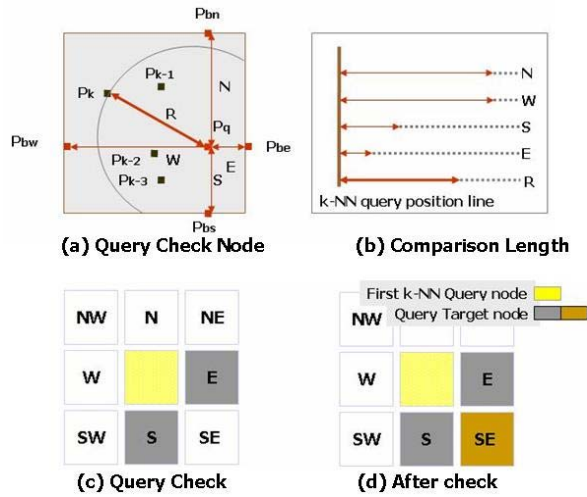 Pbn
Pk-1
N
Pk
R
Pq
Pbw
Pbe
Pk-2
W
E
Pk-3
S
Pbs
(a) Query Check Node
N
W
S
E
R
k-NN query position line
(b) Comparison Length
NW N NE
W E
SW S SE
(c) Query Check
First k-NN Query node
Query Target node
NW
W E
SW S SE
(d) After check